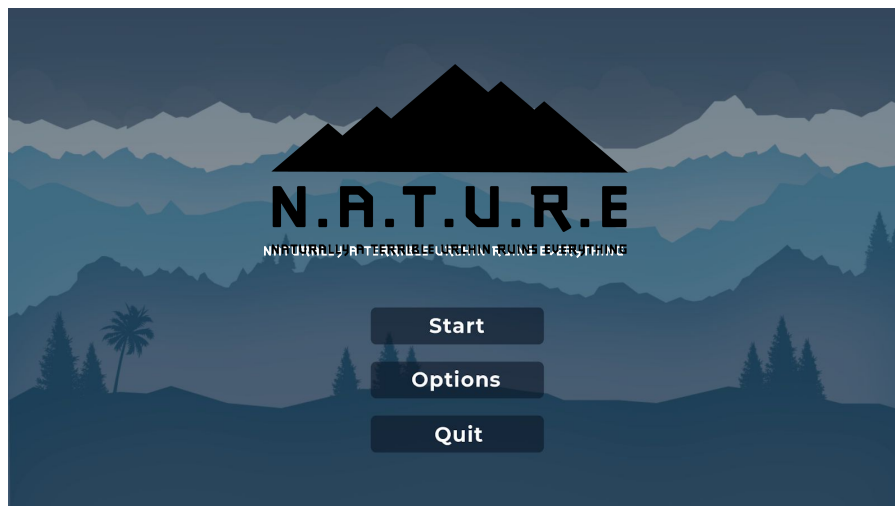 N.A.T.U.R.E
NATURALLY A TERRIBLE URCHIN RUINS EVERYTHING
Start
Options
Quit